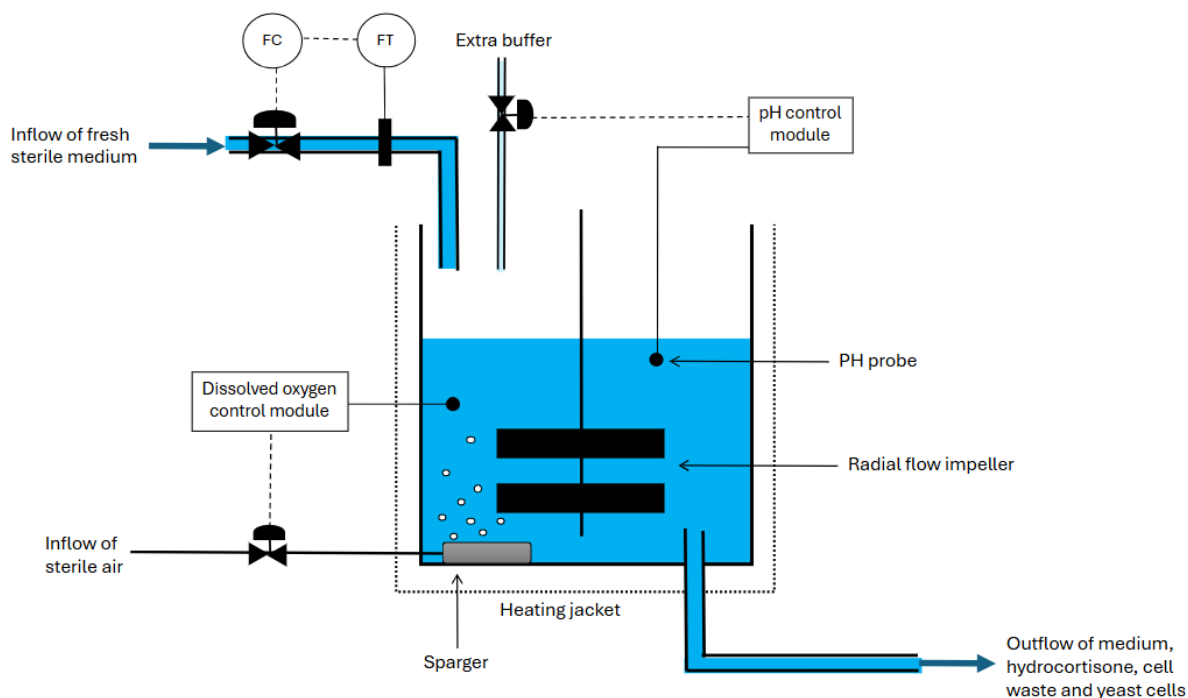 FC
FT
Extra buffer
Inflow of fresh
sterile medium
pH control
module
PH probe
Dissolved oxygen
control module
Radial flow impeller
Inflow of
sterile air
Heating jacket
Sparger
Outflow of medium,
hydrocortisone, cell
waste and yeast cells